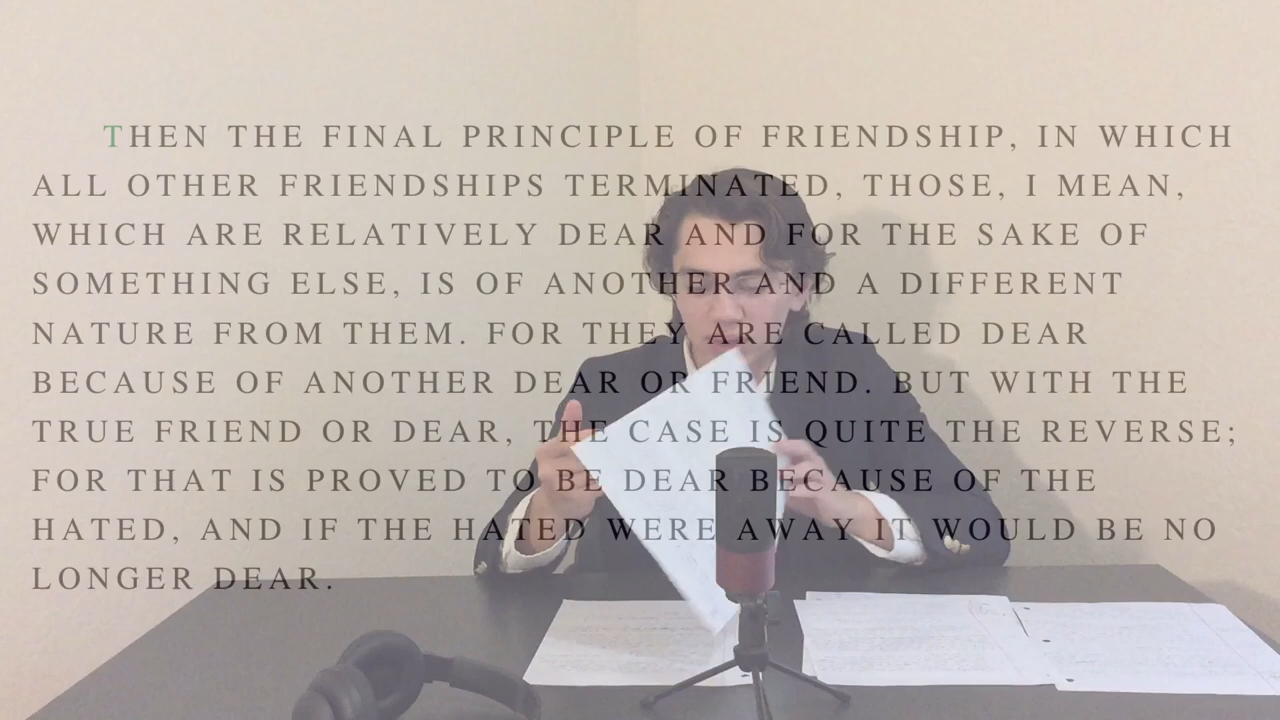 THEN THE FINAL PRINCIPLE OF FRIENDSHIP, IN WHICH
ALL OTHER FRIENDSHIPS TERMINATED, THOSE, I MEAN,
WHICH ARE RELATIVELY DEAR AND FOR THE SAKE OF
SOMETHING ELSE, IS OF ANOTHER AND A DIFFERENT
NATURE FROM THEM. FOR THEY ARE CALLED DEAR
BECAUSE OF ANOTHER DEAR OR FRIEND. BUT WITH THE
TRUE FRIEND OR DEAR, THE CASE IS QUITE THE REVERSE;
FOR THAT IS PROVED TO BE DEAR BECAUSE OF THE
HATED, AND IF THE HATED WERE AWAY IT WOULD BE NO
LONGER DEAR.